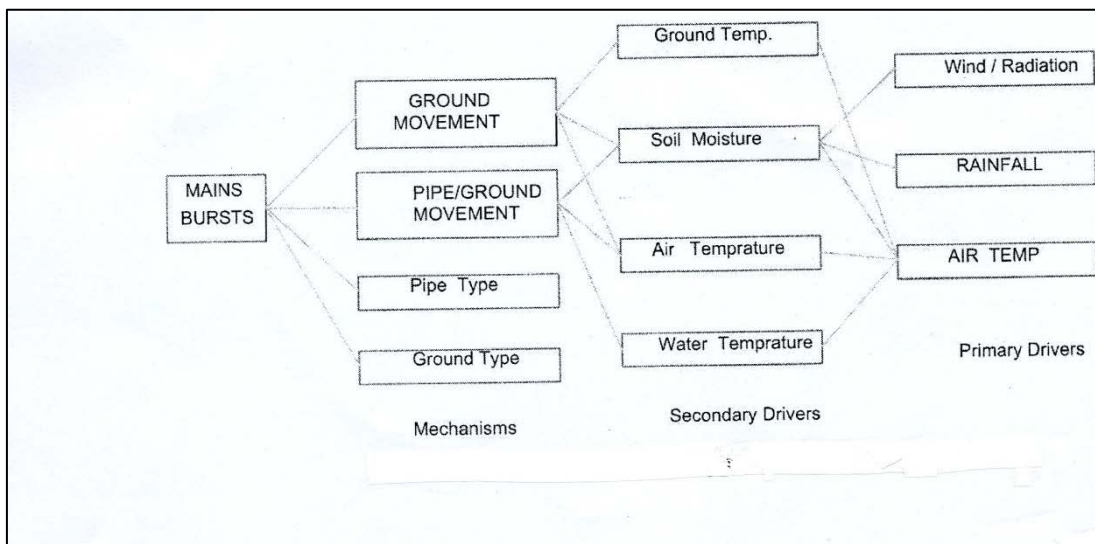 MAINS
BURSTS
GROUND
MOVEMENT
PIPE/GROUND
MOVEMENT
Pipe Type
Ground Type
Mechanisms
Ground Temp.
Soil Moisture
Air Temprature
Water Temprature
Secondary Drivers
Wind / Radiation
RAINFALL
AIR TEMP
Primary Drivers